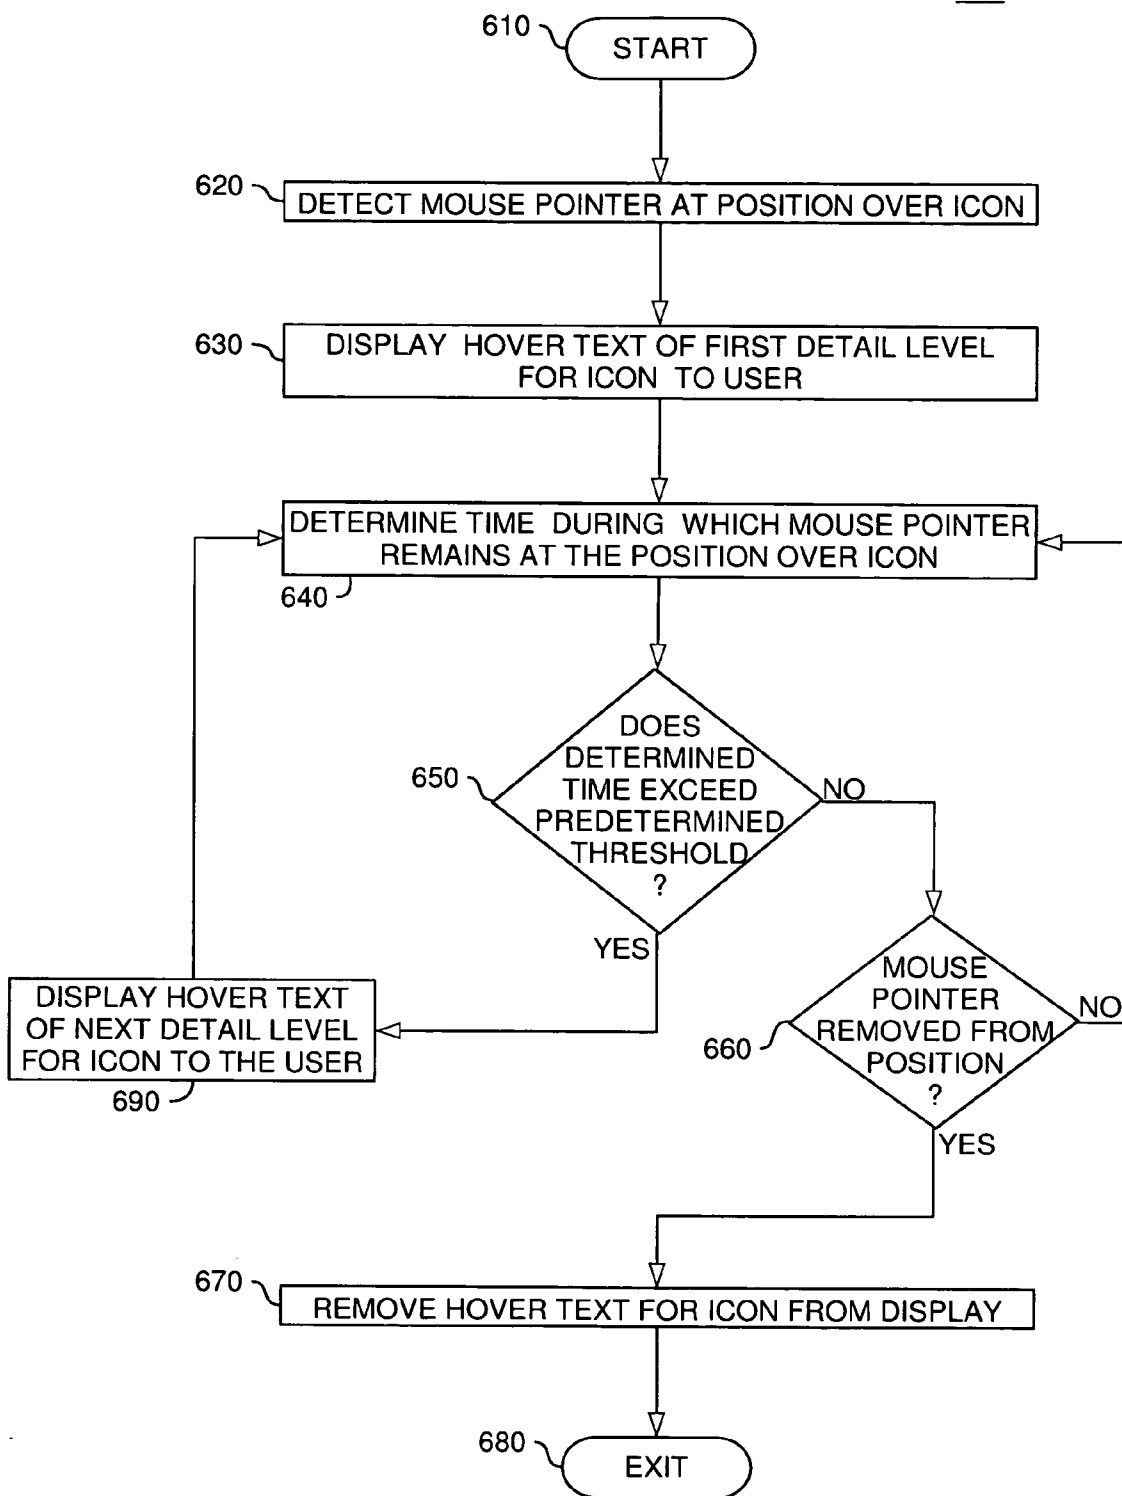 610
START
620
DETECT MOUSE POINTER AT POSITION OVER ICON
630
DISPLAY HOVER TEXT OF FIRST DETAIL LEVEL
FOR ICON TO USER
DETERMINE TIME DURING WHICH MOUSE POINTER
REMAINS AT THE POSITION OVER ICON
640
DOES
DETERMINED
TIME EXCEED
PREDETERMINED
THRESHOLD
?
650
NO
YES
MOUSE
POINTER
REMOVED FROM
POSITION
?
660
NO
YES
DISPLAY HOVER TEXT
OF NEXT DETAIL LEVEL
FOR ICON TO THE USER
690
670
REMOVE HOVER TEXT FOR ICON FROM DISPLAY
680
EXIT